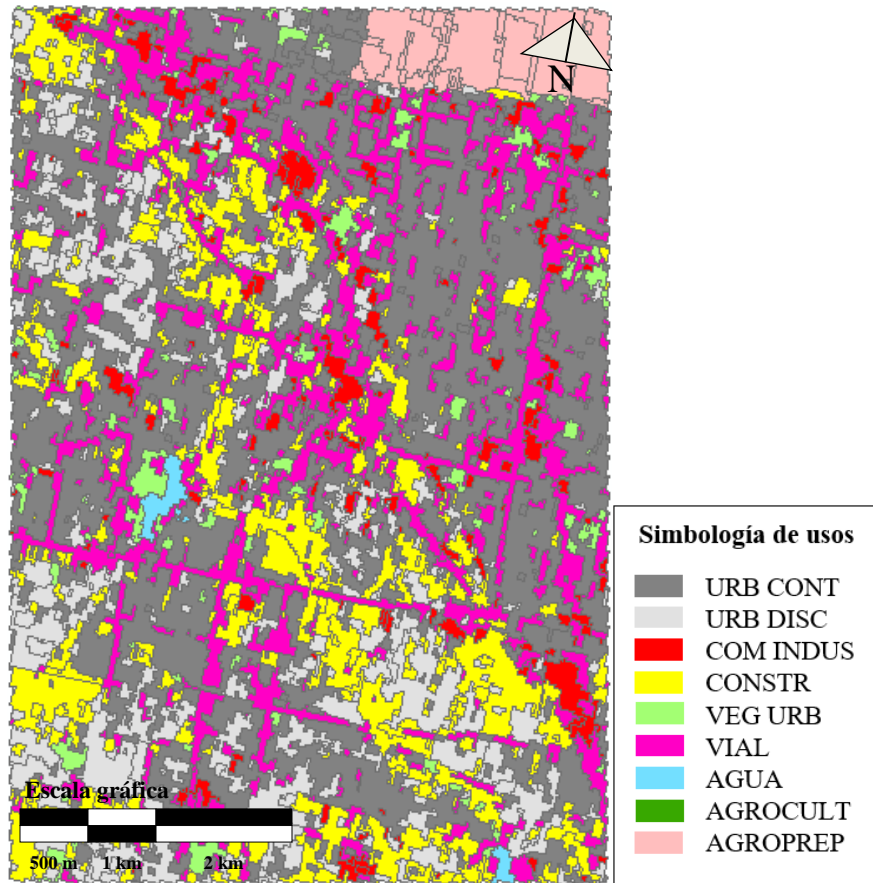 N
Simbología de usos
URB CONT
URB DISC
COM INDUS
CONSTR
VEG URB
VIAL
AGUA
AGROCULT
AGROPREP
Escala gráfica
500 m 1 km 2 km